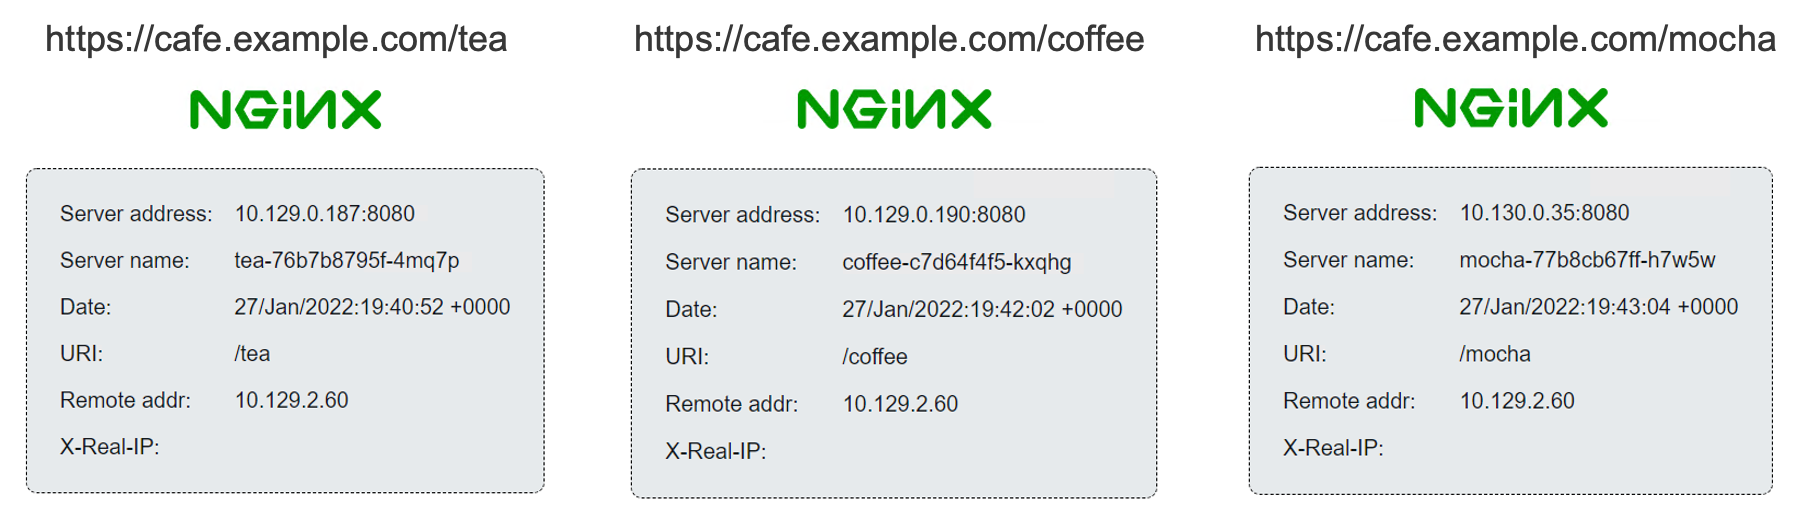 https://cafe.example.com/tea
NGINX
Server address: 10.129.0.187:8080
Server name: tea-76b7b8795f-4mq7p
Date: 27/Jan/2022:19:40:52 +0000
URI: /tea
Remote addr: 10.129.2.60
X-Real-IP:
https://cafe.example.com/coffee
NGINX
Server address: 10.129.0.190:8080
Server name: coffee-c7d64f4f5-kxqhg
Date: 27/Jan/2022:19:42:02 +0000
URI: /coffee
Remote addr: 10.129.2.60
X-Real-IP:
https://cafe.example.com/mocha
NGINX
Server address: 10.130.0.35:8080
Server name: mocha-77b8cb67ff-h7w5w
Date: 27/Jan/2022:19:43:04 +0000
URI: /mocha
Remote addr: 10.129.2.60
X-Real-IP: